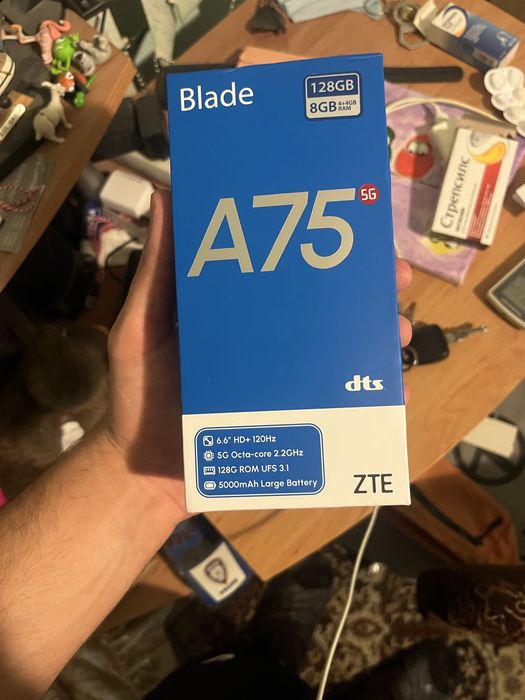 Blade
128GB
8GB 4+4GB RAM
A75 5G
dts
6.6" HD+ 120Hz
5G Octa-core 2.2GHz
128G ROM UFS 3.1
5000mAh Large Battery
ZTE
Стрепсилс